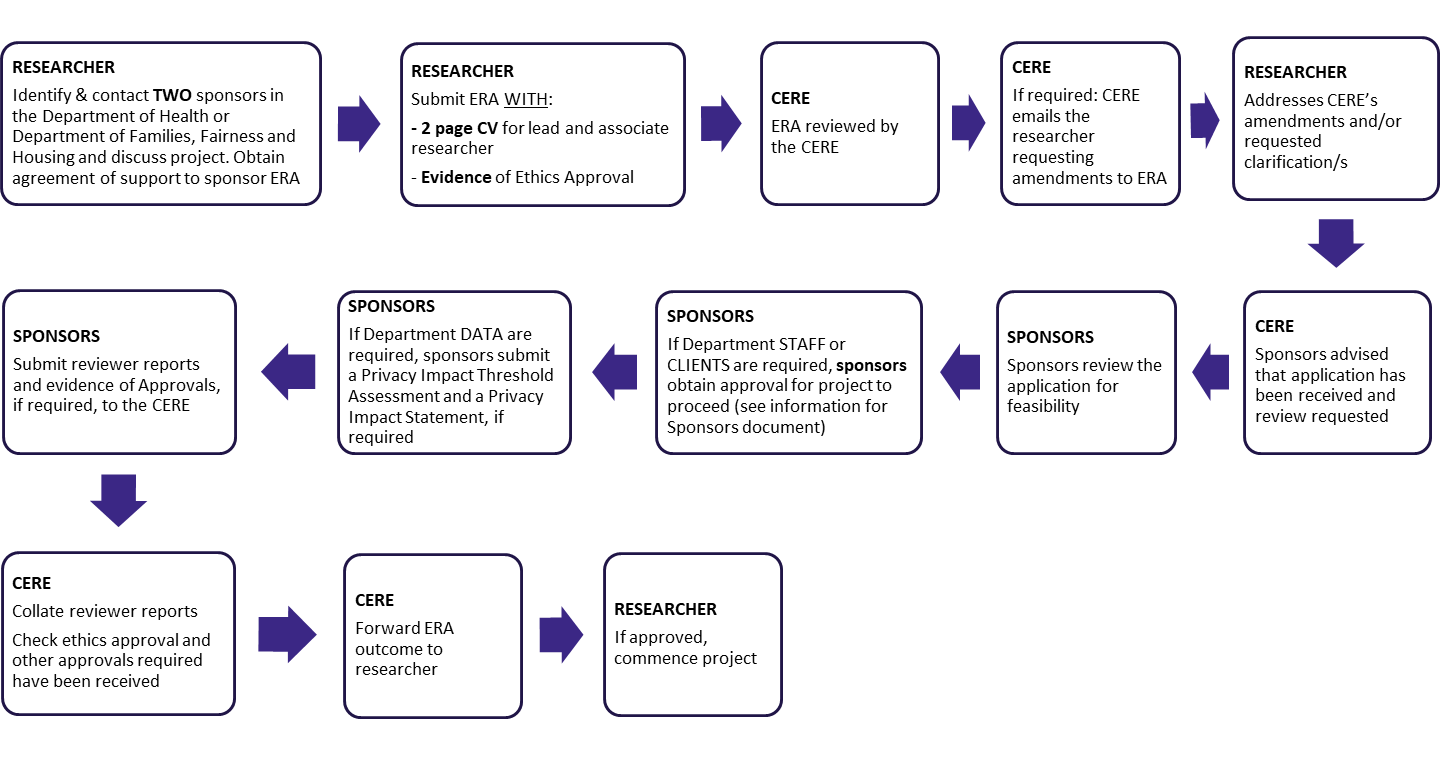 RESEARCHER
Identify & contact TWO sponsors in
the Department of Health or
Department of Families, Fairness and
Housing and discuss project. Obtain
agreement of support to sponsor ERA
RESEARCHER
Submit ERA WITH:
- 2 page CV for lead and associate
researcher
- Evidence of Ethics Approval
CERE
ERA reviewed by
the CERE
CERE
If required: CERE
emails the
researcher
requesting
amendments to ERA
RESEARCHER
Addresses CERE’s
amendments and/or
requested
clarification/s
CERE
Sponsors advised
that application has
been received and
review requested
SPONSORS
Sponsors review the
application for
feasibility
SPONSORS
If Department STAFF or
CLIENTS are required, sponsors
obtain approval for project to
proceed (see information for
Sponsors document)
SPONSORS
If Department DATA are
required, sponsors submit
a Privacy Impact Threshold
Assessment and a Privacy
Impact Statement, if
required
SPONSORS
Submit reviewer reports
and evidence of Approvals,
if required, to the CERE
CERE
Collate reviewer reports
Check ethics approval and
other approvals required
have been received
CERE
Forward ERA
outcome to
researcher
RESEARCHER
If approved,
commence project